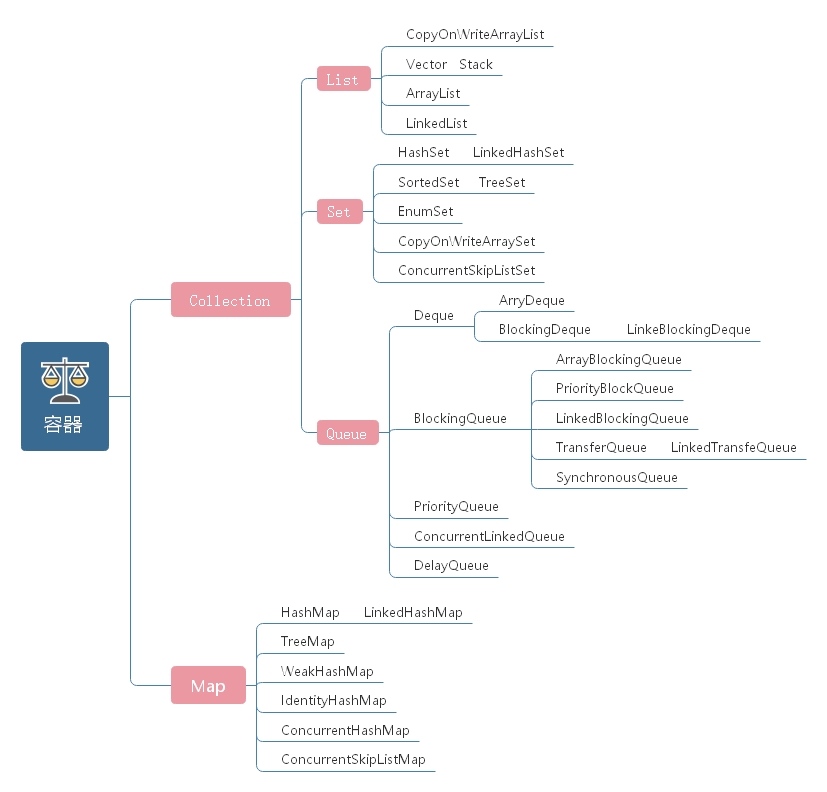 CopyOnWriteArrayList
List
Vector Stack
ArrayList
LinkedList
HashSet LinkedHashSet
SortedSet TreeSet
Set
EnumSet
CopyOnWriteArraySet
ConcurrentSkipListSet
Collection
ArryDeque
Deque
BlockingDeque LinkeBlockingDeque
容器
ArrayBlockingQueue
PriorityBlockQueue
Queue
BlockingQueue
LinkedBlockingQueue
TransferQueue LinkedTransfeQueue
SynchronousQueue
PriorityQueue
ConcurrentLinkedQueue
DelayQueue
HashMap LinkedHashMap
TreeMap
WeakHashMap
Map
IdentityHashMap
ConcurrentHashMap
ConcurrentSkipListMap